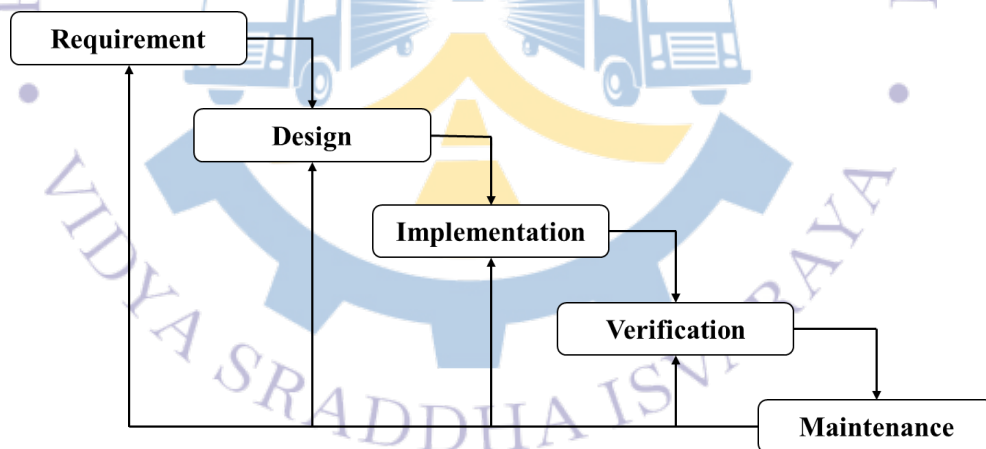 Requirement
Design
Implementation
Verification
Maintenance
VIDYA SRADDHA